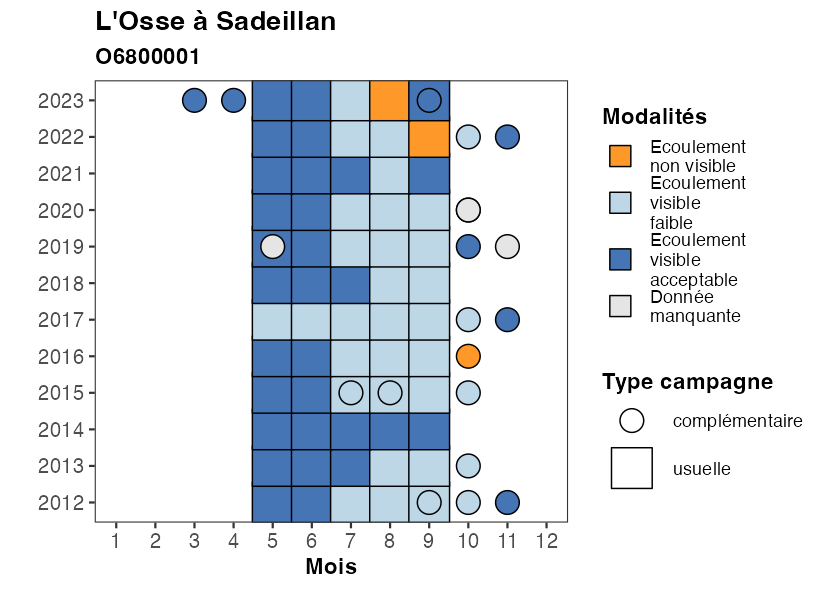 L'Osse à Sadeillan
O6800001
2023
2022
2021
2020
2019
2018
2017
2016
2015
2014
2013
2012
1 2 3 4 5 6 7 8 9 10 11 12
Mois
Modalités
Ecoulement
non visible
Ecoulement
visible
faible
Ecoulement
visible
acceptable
Donnée
manquante
Type campagne
complémentaire
usuelle